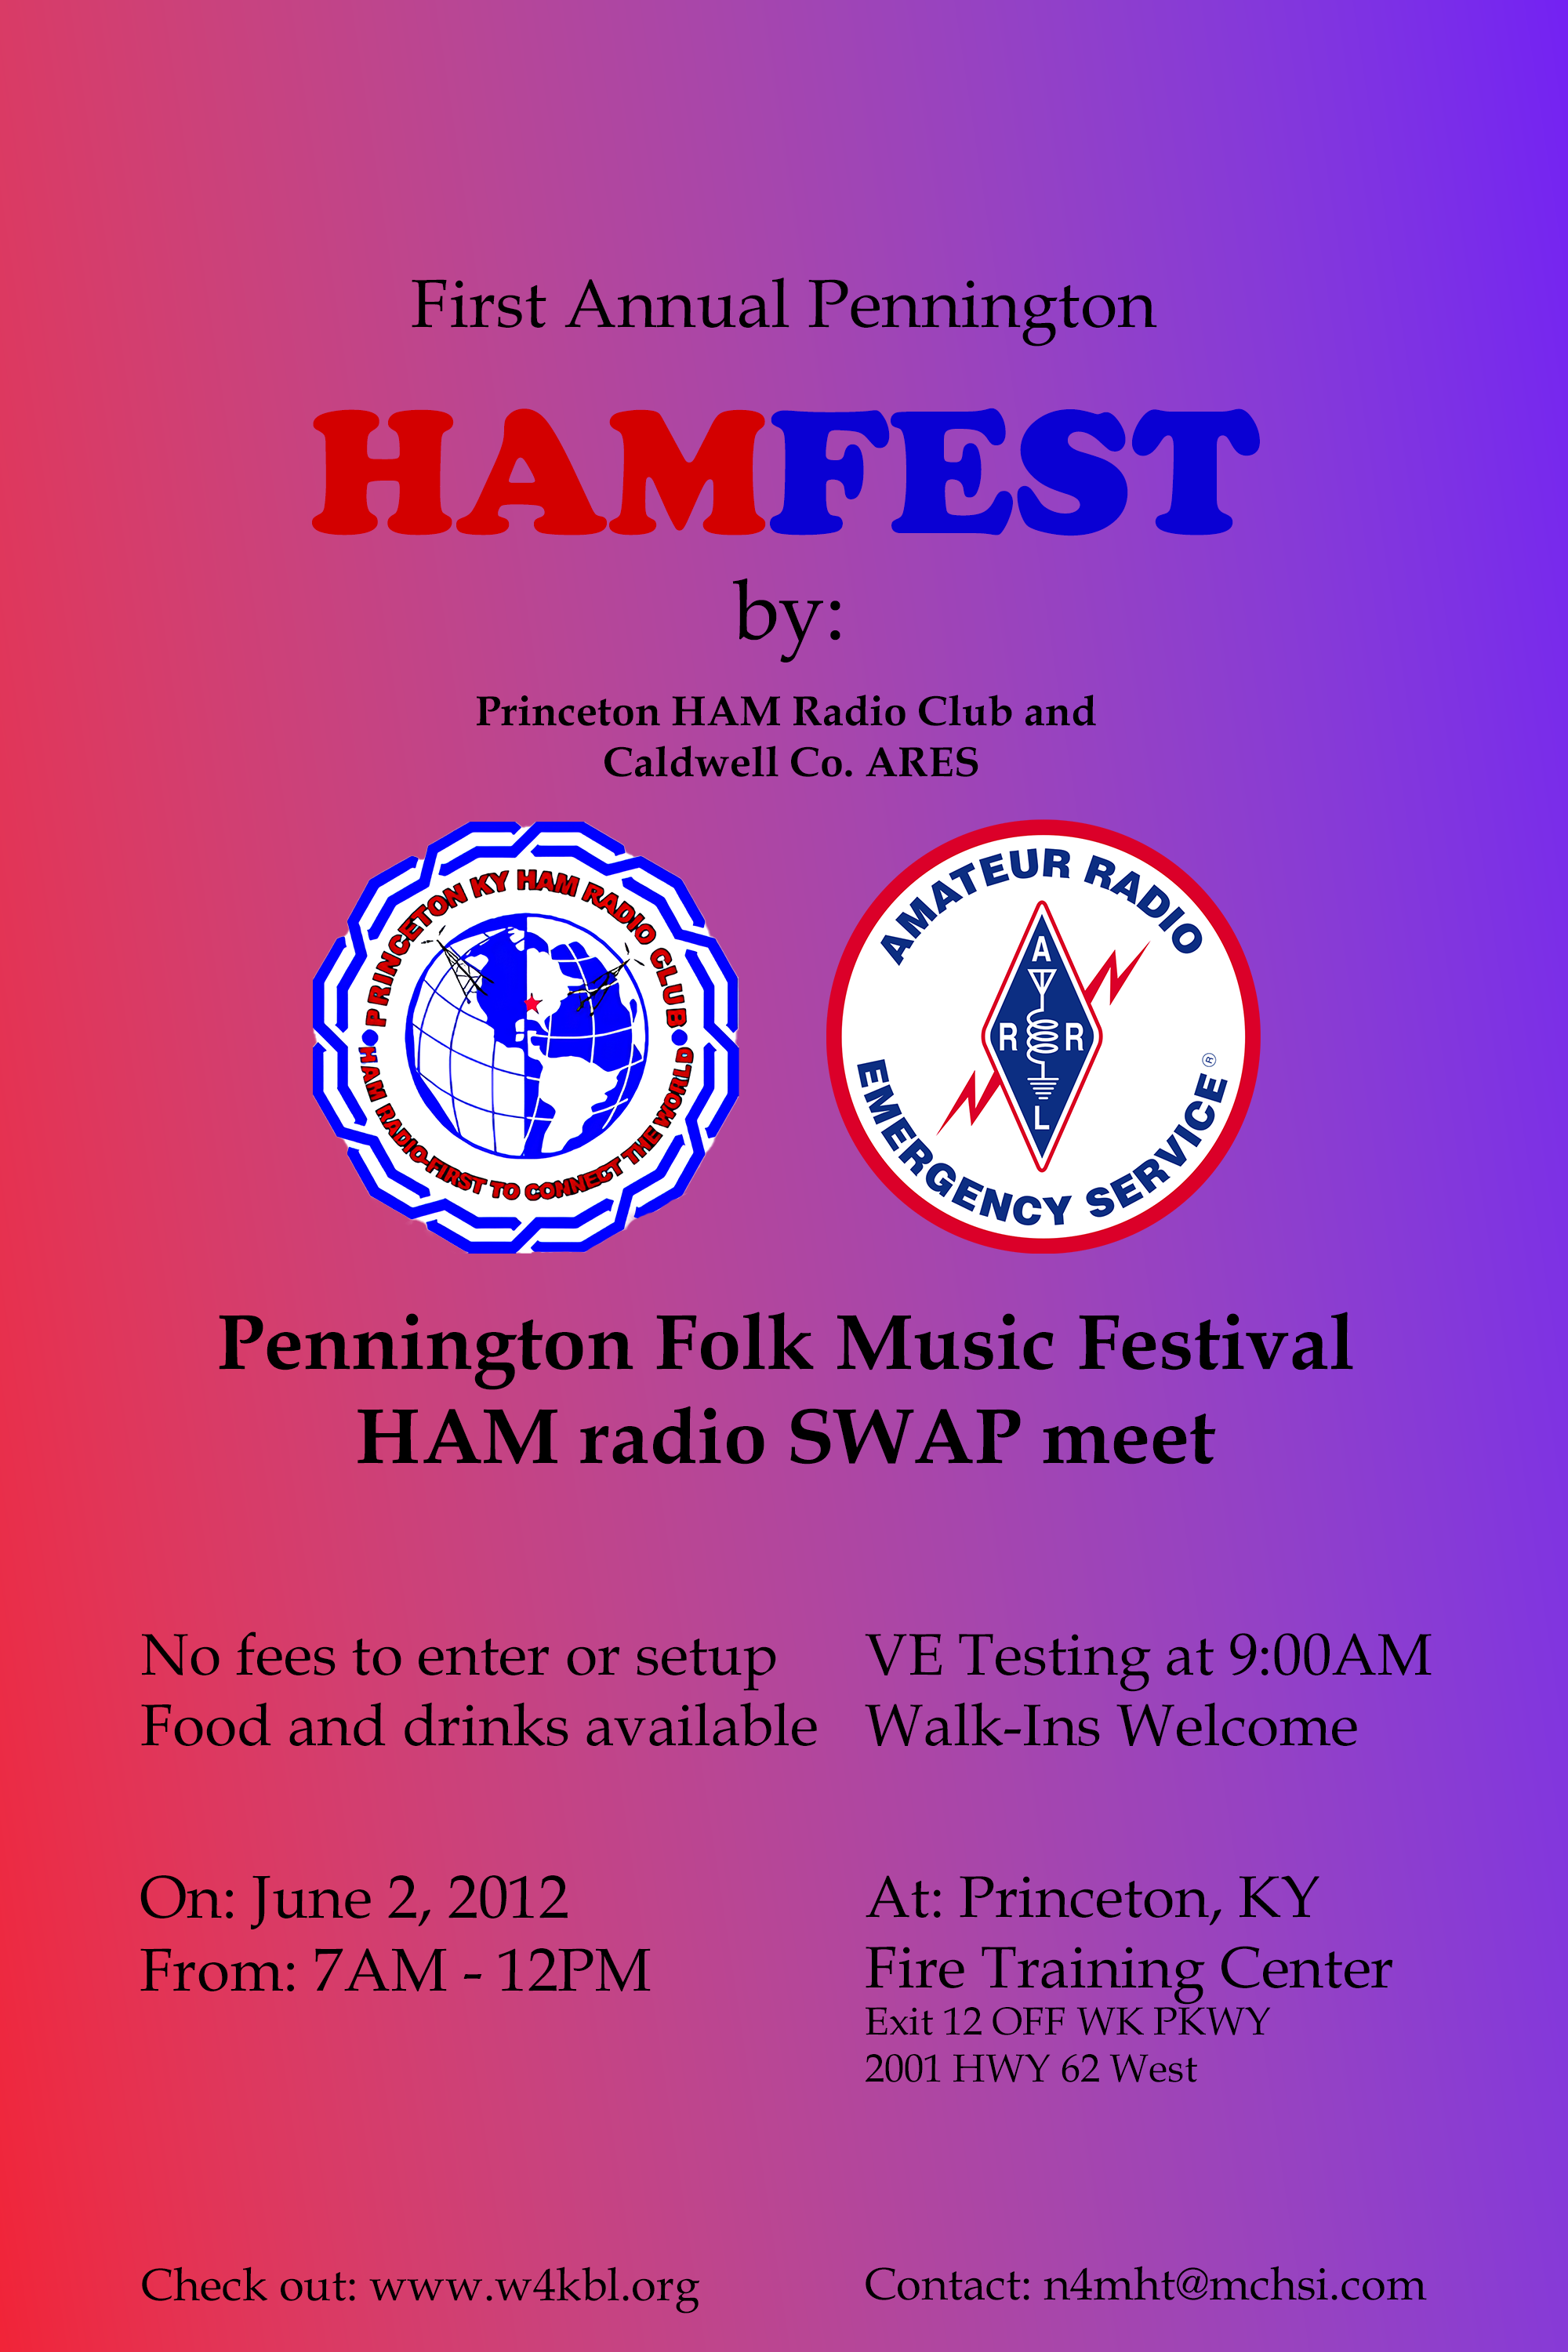 First Annual Pennington
HAMFEST
by:
Princeton HAM Radio Club and
Caldwell Co. ARES
PRINCETON KY HAM RADIO CLUB
HAM RADIO-FIRST TO CONNECT THE WORLD
AMATEUR RADIO
A
R R
L
EMERGENCY SERVICE®
Pennington Folk Music Festival
HAM radio SWAP meet
No fees to enter or setup
Food and drinks available
VE Testing at 9:00AM
Walk-Ins Welcome
On: June 2, 2012
From: 7AM - 12PM
At: Princeton, KY
Fire Training Center
Exit 12 OFF WK PKWY
2001 HWY 62 West
Check out: www.w4kbl.org
Contact: n4mht@mchsi.com